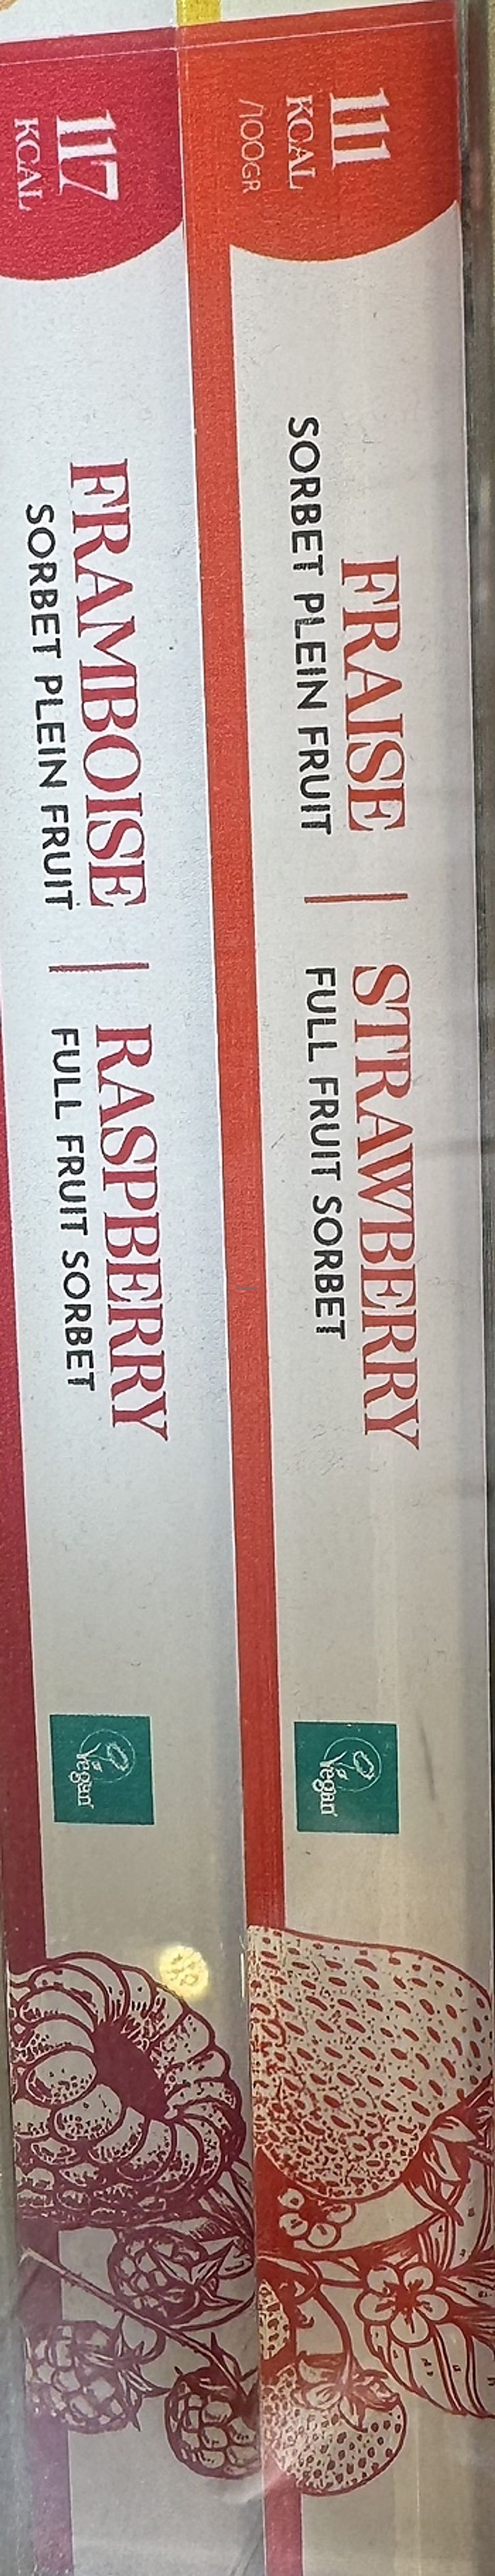 111
KCAL
/100GR
FRAISE | STRAWBERRY
SORBET PLEIN FRUIT FULL FRUIT SORBET
Vegan
117
KCAL
FRAMBOISE | RASPBERRY
SORBET PLEIN FRUIT FULL FRUIT SORBET
Vegan